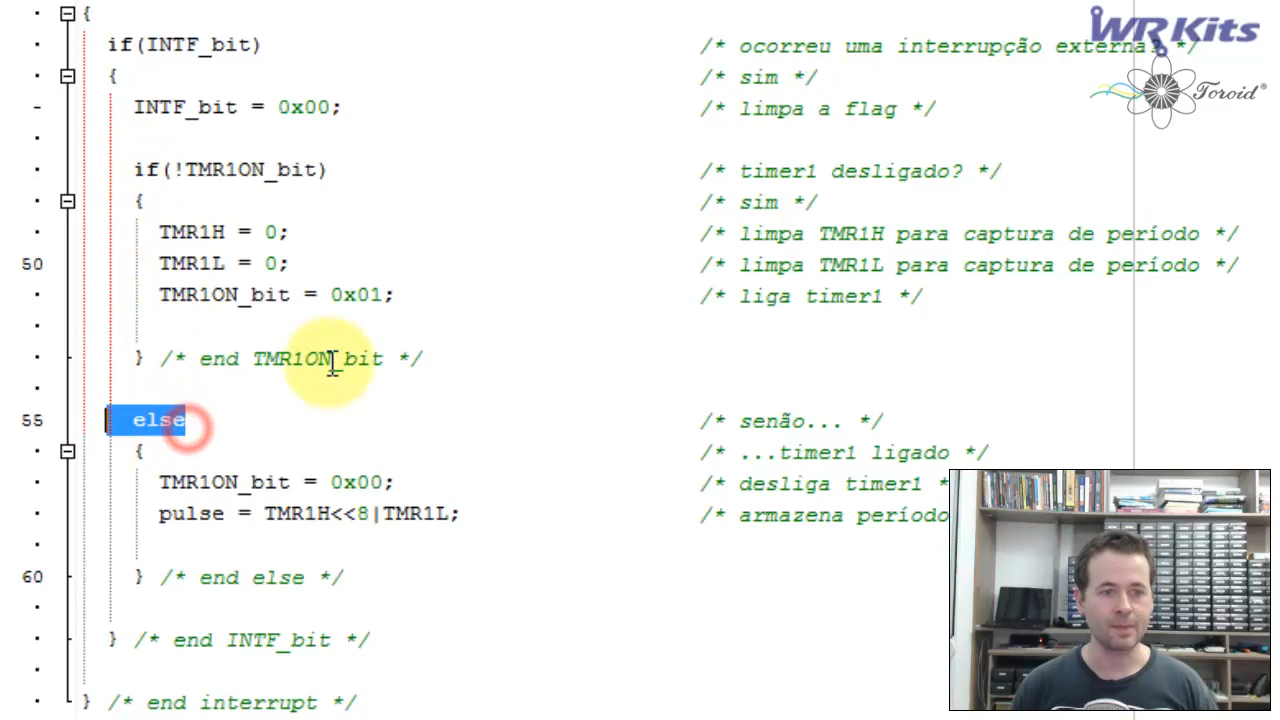 {
if(INTF_bit) /* ocorreu uma interrupção externa? */
{ /* sim */
INTF_bit = 0x00; /* limpa a flag */
if(!TMR1ON_bit) /* timer1 desligado? */
{ /* sim */
TMR1H = 0; /* limpa TMR1H para captura de período */
50 TMR1L = 0; /* limpa TMR1L para captura de período */
TMR1ON_bit = 0x01; /* liga timer1 */
} /* end TMR1ON_bit */
55 else /* senão... */
{ /* ...timer1 ligado */
TMR1ON_bit = 0x00; /* desliga timer1 *
pulse = TMR1H<<8|TMR1L; /* armazena período
60 } /* end else */
} /* end INTF_bit */
} /* end interrupt */
WR Kits
Toroid®